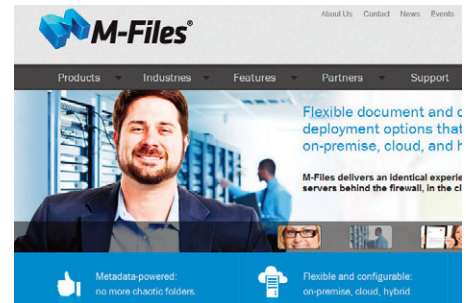 About Us Contact News Events
M-Files®
Products Industries Features Partners Support
Flexible document and c
deployment options that
on-premise, cloud, and h
M-Files delivers an identical experie
servers behind the firewall, in the cl
Metadata-powered:
no more chaotic folders.
Flexible and configurable:
on-premise, cloud, hybrid.